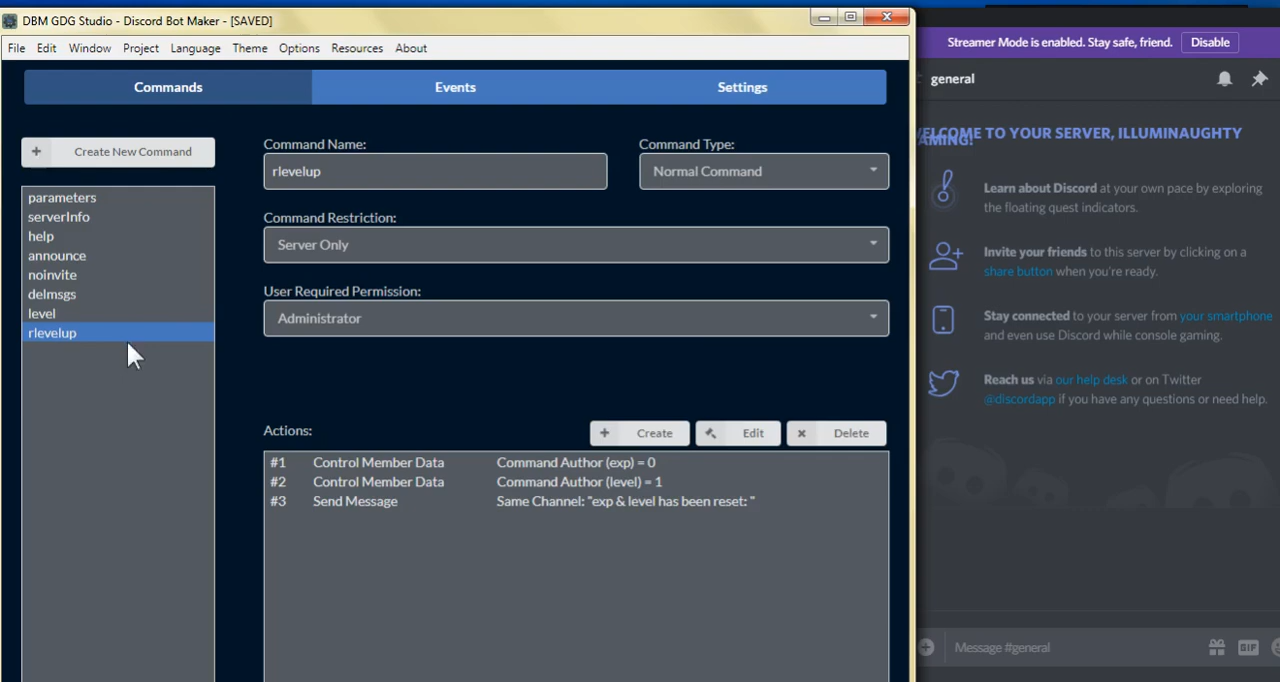 DBM GDG Studio - Discord Bot Maker - [SAVED]
File Edit Window Project Language Theme Options Resources About
Commands Events Settings
Create New Command
parameters
serverInfo
help
announce
noinvite
delmsgs
level
rlevelup
Command Name:
rlevelup
Command Type:
Normal Command
Command Restriction:
Server Only
User Required Permission:
Administrator
Actions:
Create Edit Delete
#1 Control Member Data Command Author (exp) = 0
#2 Control Member Data Command Author (level) = 1
#3 Send Message Same Channel: "exp & level has been reset: "
Streamer Mode is enabled. Stay safe, friend. Disable
general
ELCOME TO YOUR SERVER, ILLUMINAUGHTY
AMING!
Learn about Discord at your own pace by exploring
the floating quest indicators.
Invite your friends to this server by clicking on a
share button when you're ready.
Stay connected to your server from your smartphone
and even use Discord while console gaming.
Reach us via our help desk or on Twitter
@discordapp if you have any questions or need help.
Message #general
GIF